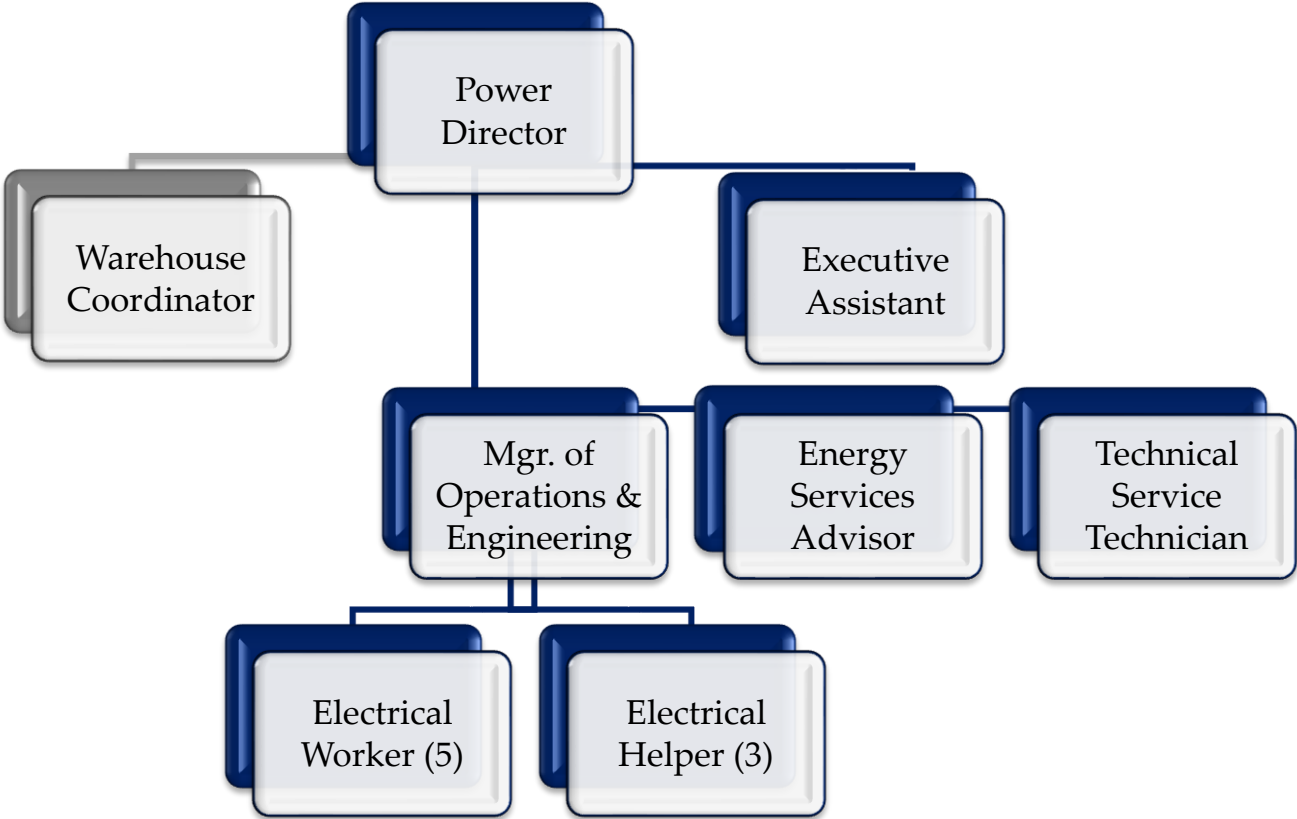 Power
Director
Warehouse
Coordinator
Executive
Assistant
Mgr. of
Operations &
Engineering
Energy
Services
Advisor
Technical
Service
Technician
Electrical
Worker (5)
Electrical
Helper (3)